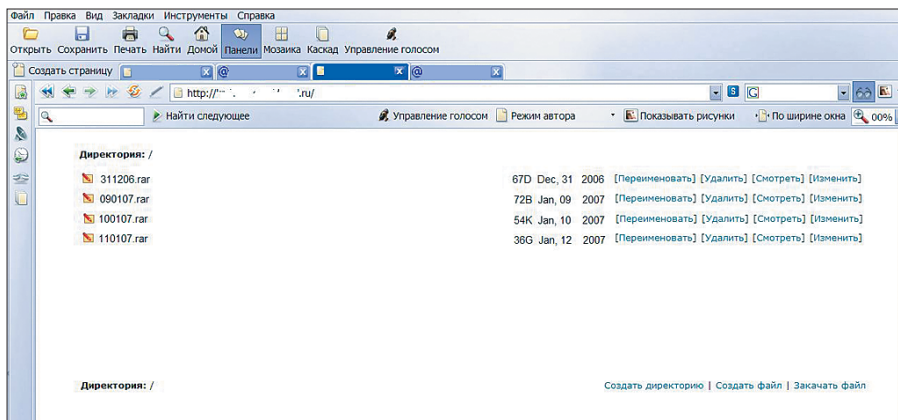 Файл Правка Вид Закладки Инструменты Справка
Открыть Сохранить Печать Найти Домой Панели Мозаика Каскад Управление голосом
Создать страницу @ @
http:// .ru/ S G
Найти следующее Управление голосом Режим автора Показывать рисунки По ширине окна 00%
Директория: /
311206.rar 67D Dec, 31 2006 [Переименовать] [Удалить] [Смотреть] [Изменить]
090107.rar 72B Jan, 09 2007 [Переименовать] [Удалить] [Смотреть] [Изменить]
100107.rar 54K Jan, 10 2007 [Переименовать] [Удалить] [Смотреть] [Изменить]
110107.rar 36G Jan, 12 2007 [Переименовать] [Удалить] [Смотреть] [Изменить]
Директория: / Создать директорию | Создать файл | Закачать файл